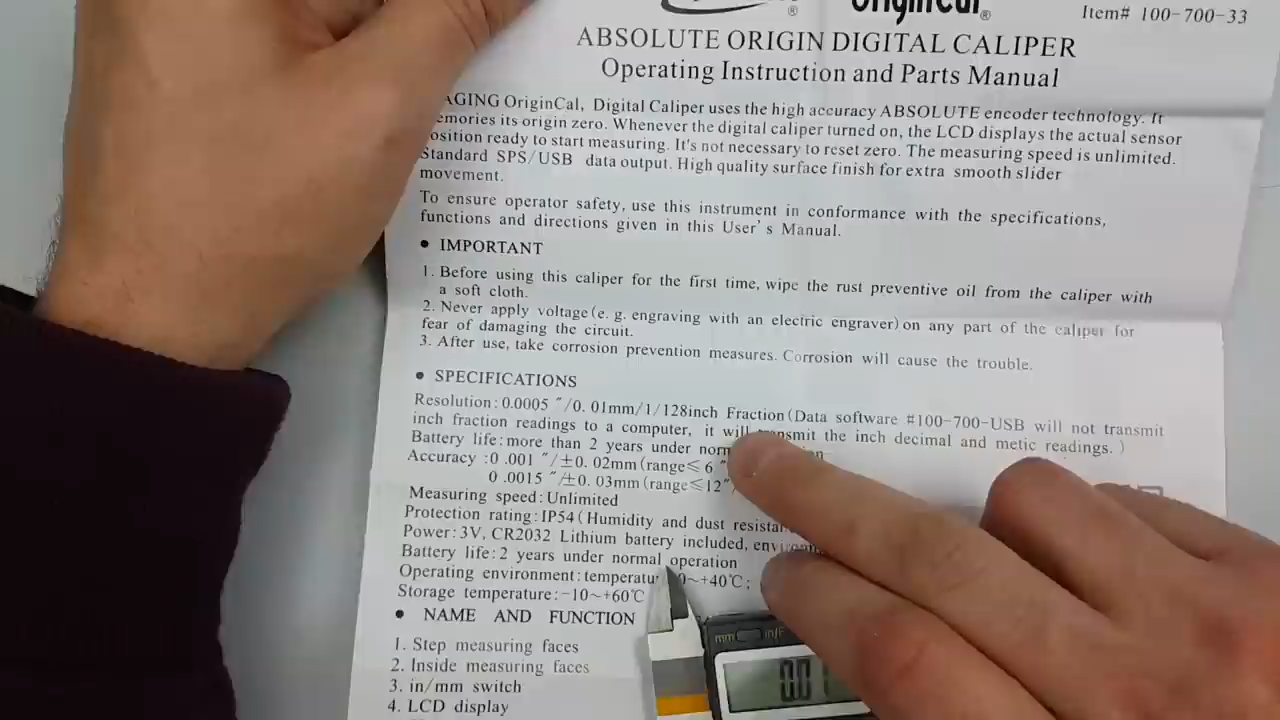 OriginCal®
®
Item# 100-700-33
ABSOLUTE ORIGIN DIGITAL CALIPER
Operating Instruction and Parts Manual
AGING OriginCal, Digital Caliper uses the high accuracy ABSOLUTE encoder technology. It
emories its origin zero. Whenever the digital caliper turned on, the LCD displays the actual sensor
osition ready to start measuring. It's not necessary to reset zero. The measuring speed is unlimited.
Standard SPS/USB data output. High quality surface finish for extra smooth slider
movement.
To ensure operator safety, use this instrument in conformance with the specifications,
functions and directions given in this User's Manual.
• IMPORTANT
1. Before using this caliper for the first time, wipe the rust preventive oil from the caliper with
a soft cloth.
2. Never apply voltage(e. g. engraving with an electric engraver) on any part of the caliper for
fear of damaging the circuit.
3. After use, take corrosion prevention measures. Corrosion will cause the trouble.
• SPECIFICATIONS
Resolution: 0.0005 ″/0. 01mm/1/128inch Fraction(Data software #100-700-USB will not transmit
inch fraction readings to a computer, it will transmit the inch decimal and metic readings. )
Battery life: more than 2 years under norm
Accuracy :0 .001 ″/±0. 02mm (range≤ 6 ″
0 .0015 ″/±0. 03mm (range≤12″
Measuring speed: Unlimited
Protection rating: IP54 ( Humidity and dust resista
Power: 3V, CR2032 Lithium battery included,
Battery life: 2 years under normal operation
Operating environment: temperatu 0~+40℃;
Storage temperature: -10~+60℃
• NAME AND FUNCTION
1. Step measuring faces
2. Inside measuring faces
3. in/mm switch
4. LCD display
mm in/F
0.01